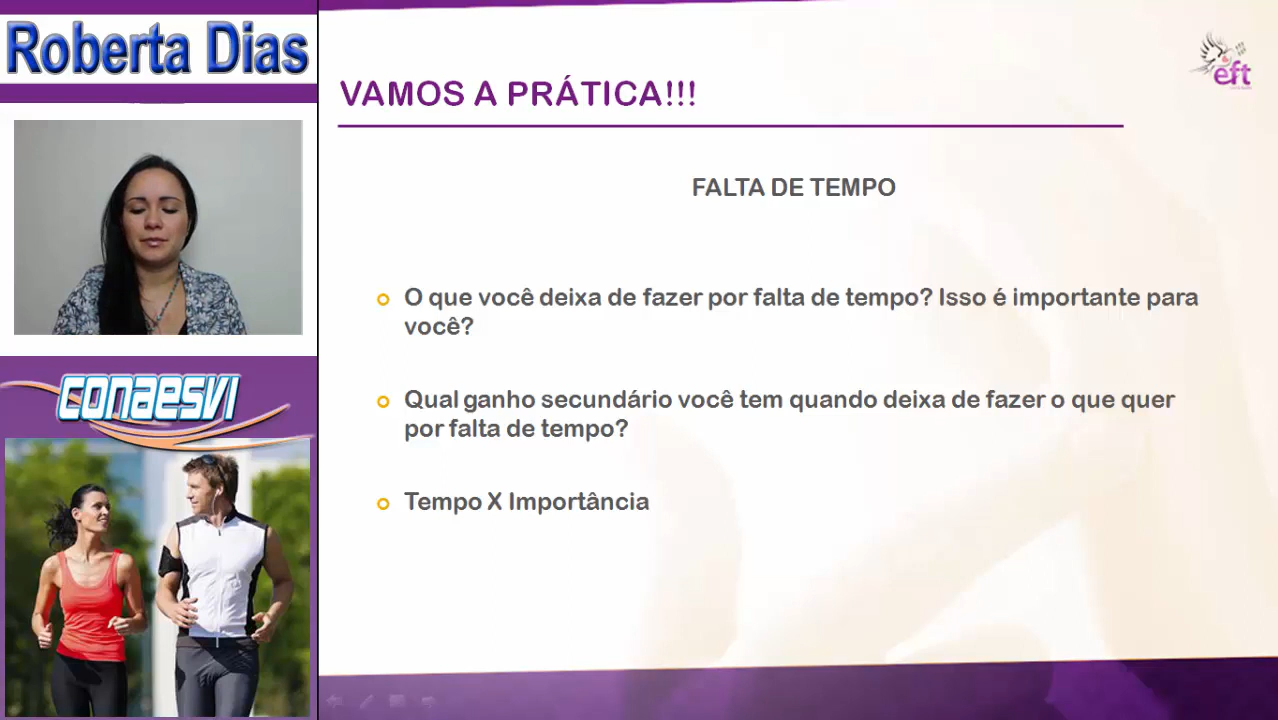 Roberta Dias
CONAESVI
eft
VAMOS A PRÁTICA!!!
FALTA DE TEMPO
O que você deixa de fazer por falta de tempo? Isso é importante para
você?
Qual ganho secundário você tem quando deixa de fazer o que quer
por falta de tempo?
Tempo X Importância